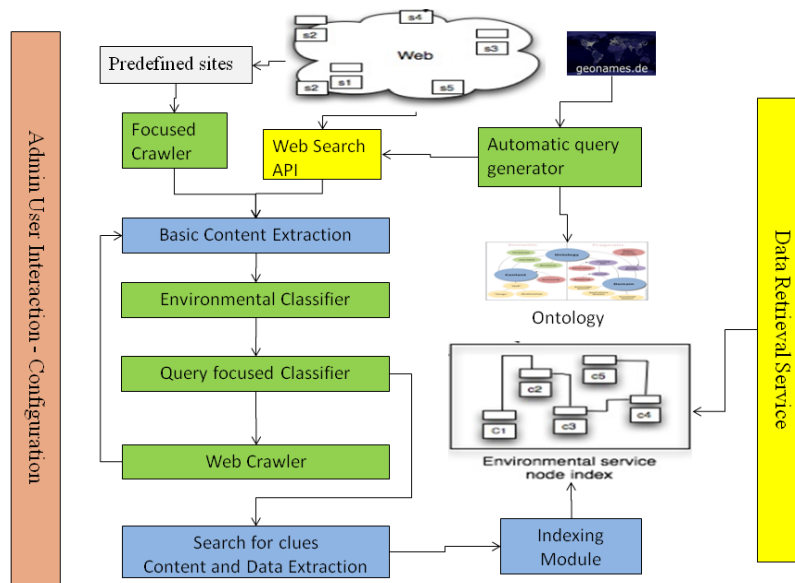 s4
s2
s3
Web
s2
s1
s5
geonames.de
Predefined sites
Focused
Crawler
Web Search
API
Automatic query
generator
Admin User Interaction - Configuration
Data Retrieval Service
Basic Content Extraction
Environmental Classifier
Query focused Classifier
Web Crawler
Search for clues
Content and Data Extraction
Indexing
Module
Ontology
Content
Ontology
c5
c2
c4
c3
C1
Environmental service
node index